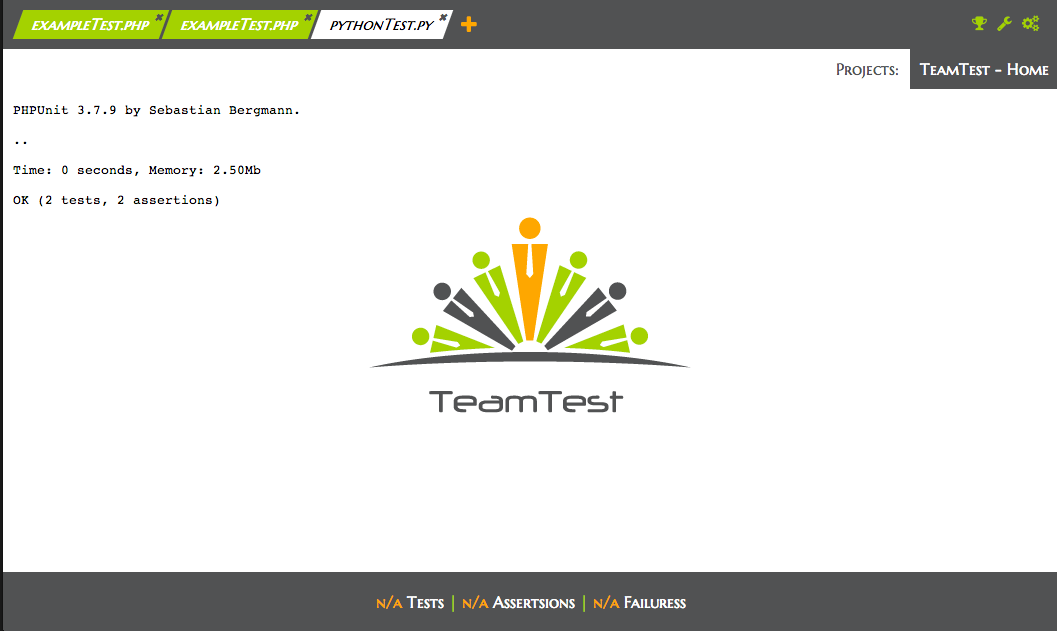 EXAMPLETEST.PHP EXAMPLETEST.PHP PYTHONTEST.PY
PROJECTS: TEAMTEST - HOME
PHPUnit 3.7.9 by Sebastian Bergmann.
..
Time: 0 seconds, Memory: 2.50Mb
OK (2 tests, 2 assertions)
TeamTest
N/A TESTS | N/A ASSERTSIONS | N/A FAILURESS